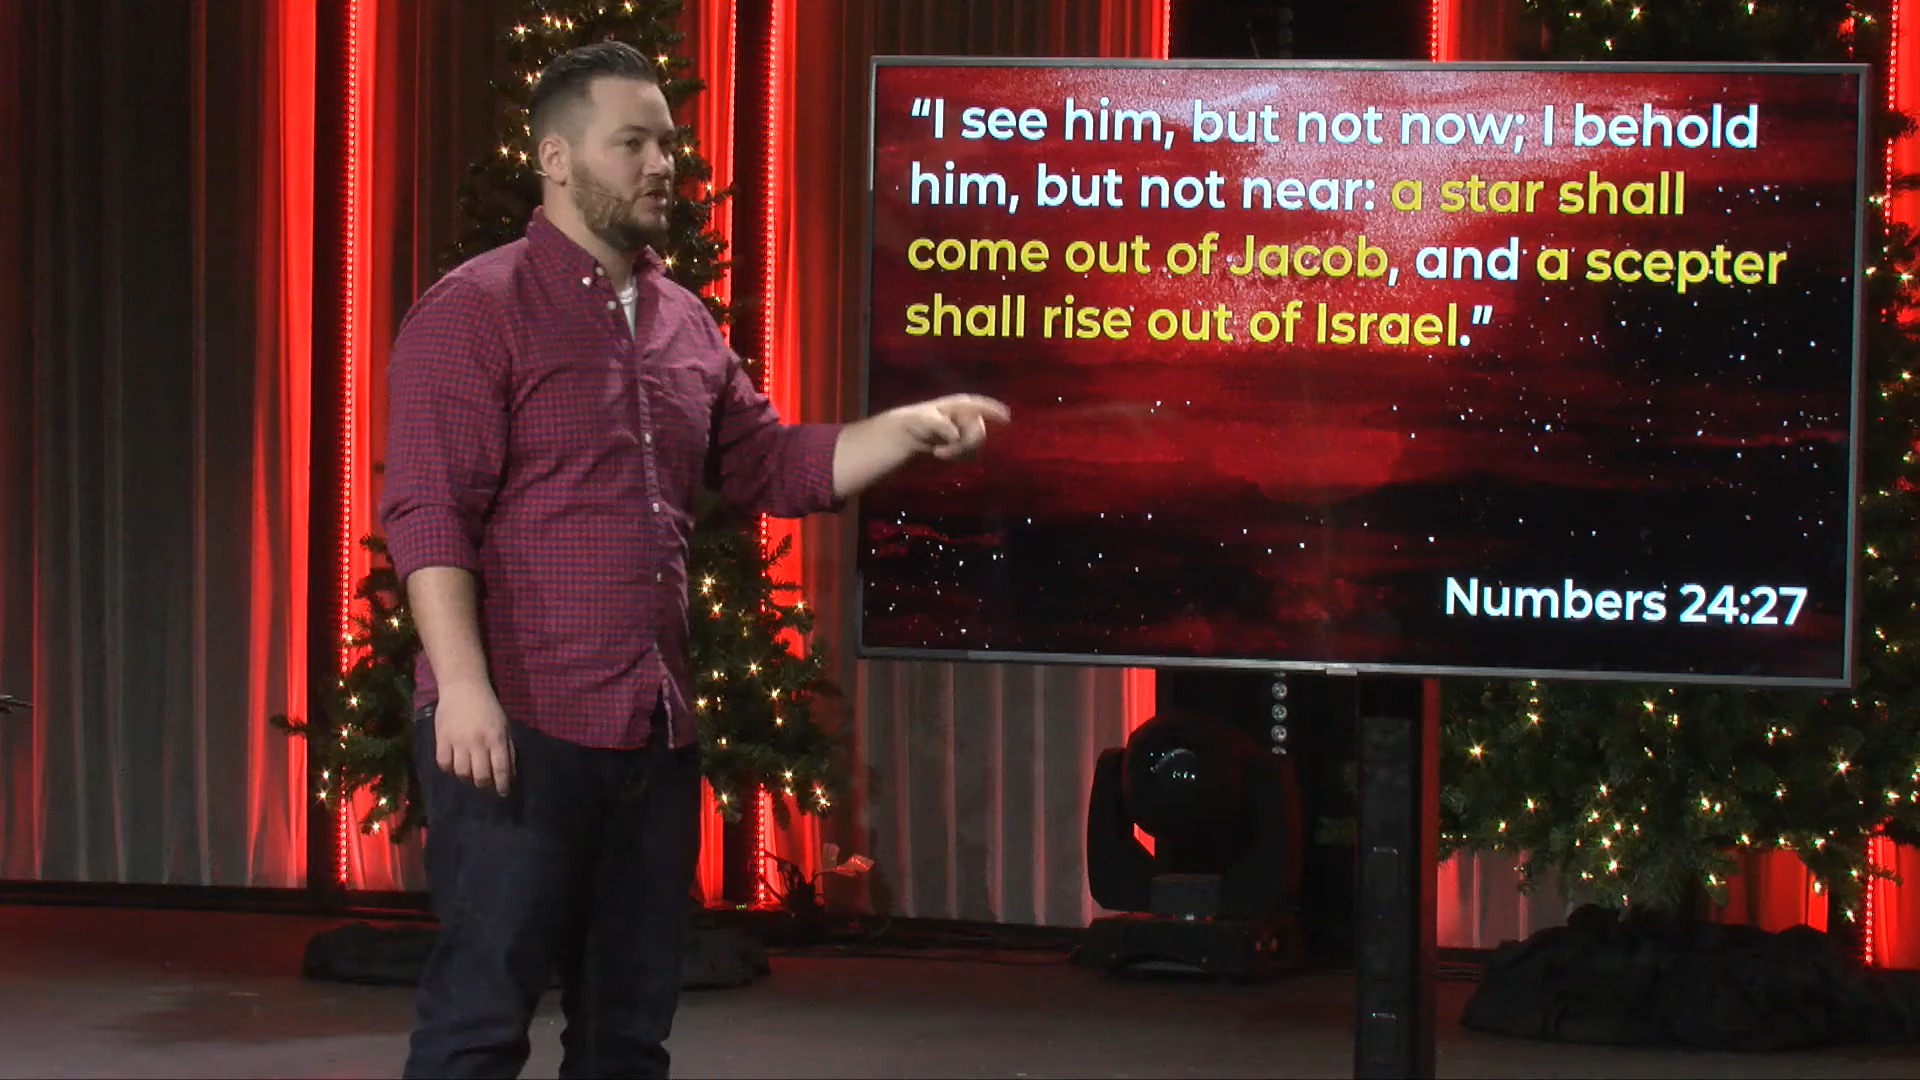 “I see him, but not now; I behold
him, but not near: a star shall
come out of Jacob, and a scepter
shall rise out of Israel.”
Numbers 24:27